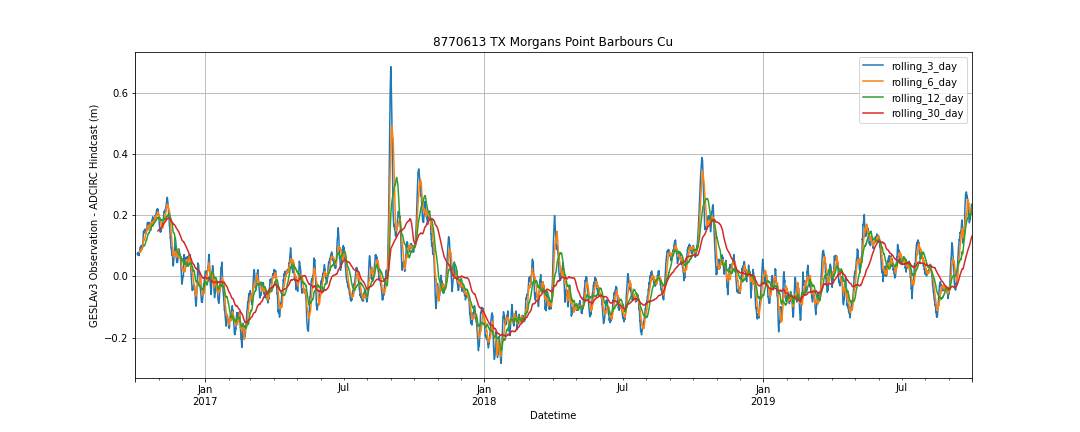 8770613 TX Morgans Point Barbours Cu
GESLAv3 Observation - ADCIRC Hindcast (m)
0.6
0.4
0.2
0.0
−0.2
rolling_3_day
rolling_6_day
rolling_12_day
rolling_30_day
Jan
2017
Jul
Jan
2018
Jul
Jan
2019
Jul
Datetime